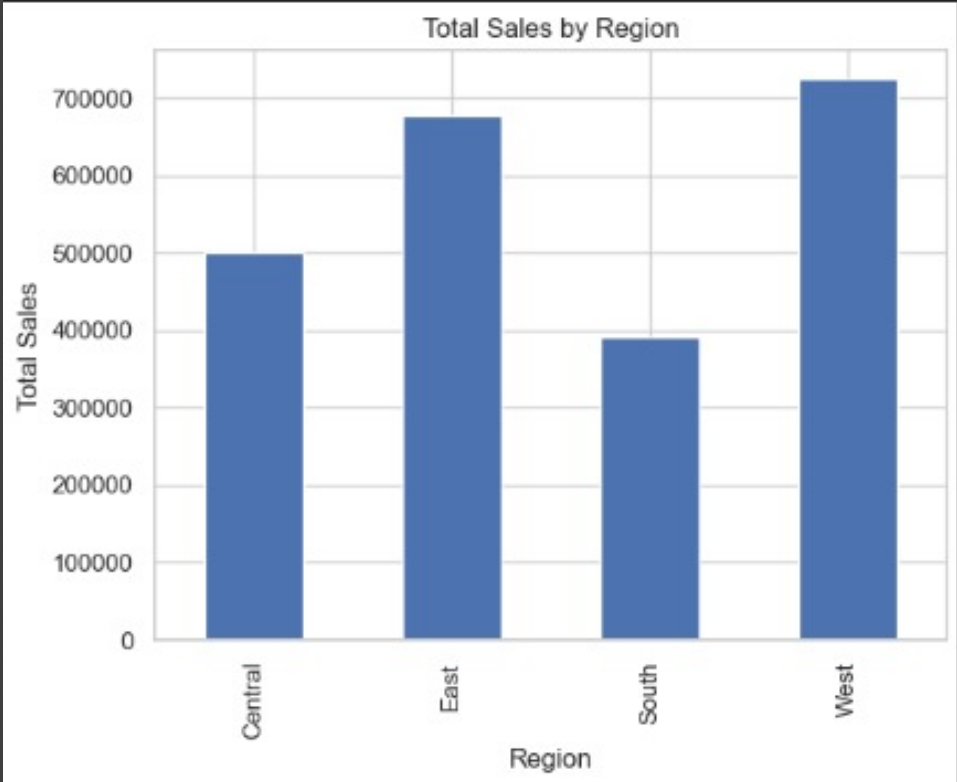 Total Sales by Region
Total Sales
700000
600000
500000
400000
300000
200000
100000
0
Central
East
South
West
Region